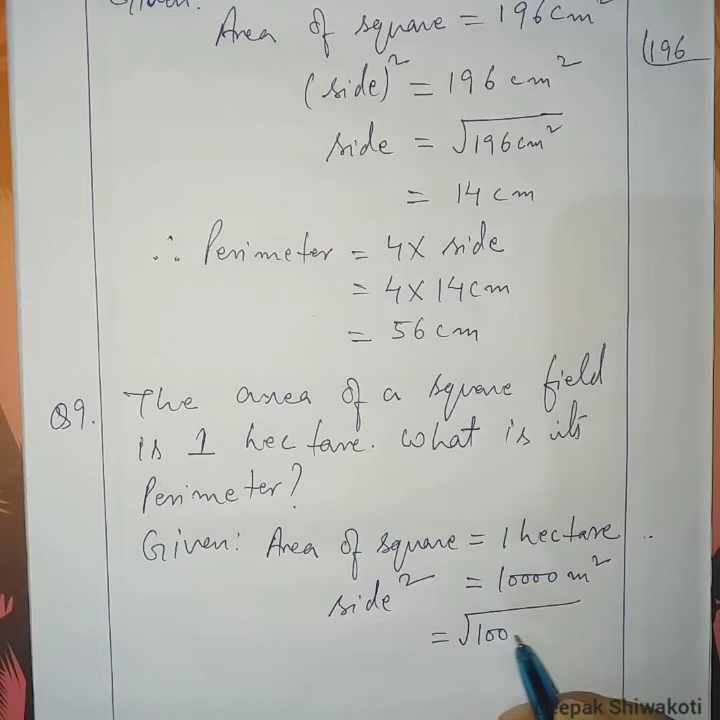 Given:
Area of square = 196 cm²
(side)² = 196 cm²
side = √196 cm²
= 14 cm
∴ Perimeter = 4 × side
= 4 × 14 cm
= 56 cm
196
Q9. The area of a square field
is 1 hectare. What is its
Perimeter?
Given: Area of square = 1 hectare
side² = 10000 m²
= √100
Deepak Shiwakoti